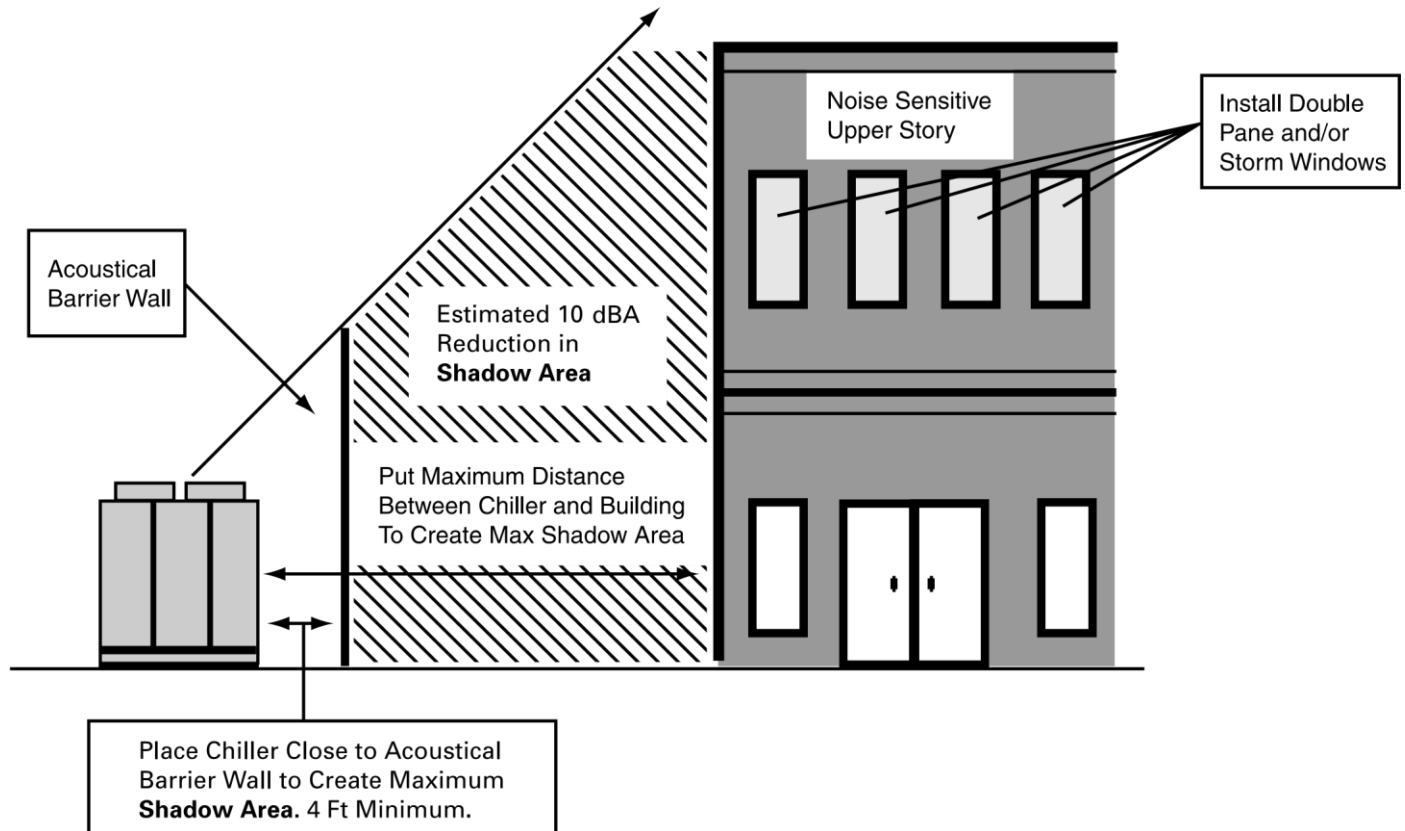 Noise Sensitive
Upper Story
Install Double
Pane and/or
Storm Windows
Acoustical
Barrier Wall
Estimated 10 dBA
Reduction in
Shadow Area
Put Maximum Distance
Between Chiller and Building
To Create Max Shadow Area
Place Chiller Close to Acoustical
Barrier Wall to Create Maximum
Shadow Area. 4 Ft Minimum.